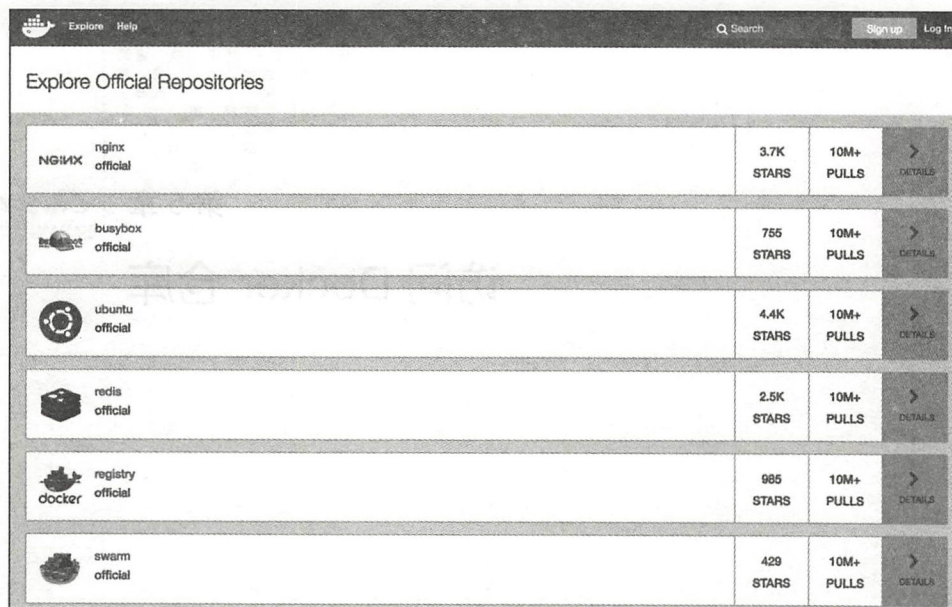 Explore Help Search Sign up Log In
Explore Official Repositories
NGINX
nginx
official
3.7K
STARS
10M+
PULLS
DETAILS
busybox
official
755
STARS
10M+
PULLS
DETAILS
ubuntu
official
4.4K
STARS
10M+
PULLS
DETAILS
redis
official
2.5K
STARS
10M+
PULLS
DETAILS
docker
registry
official
985
STARS
10M+
PULLS
DETAILS
swarm
official
429
STARS
10M+
PULLS
DETAILS